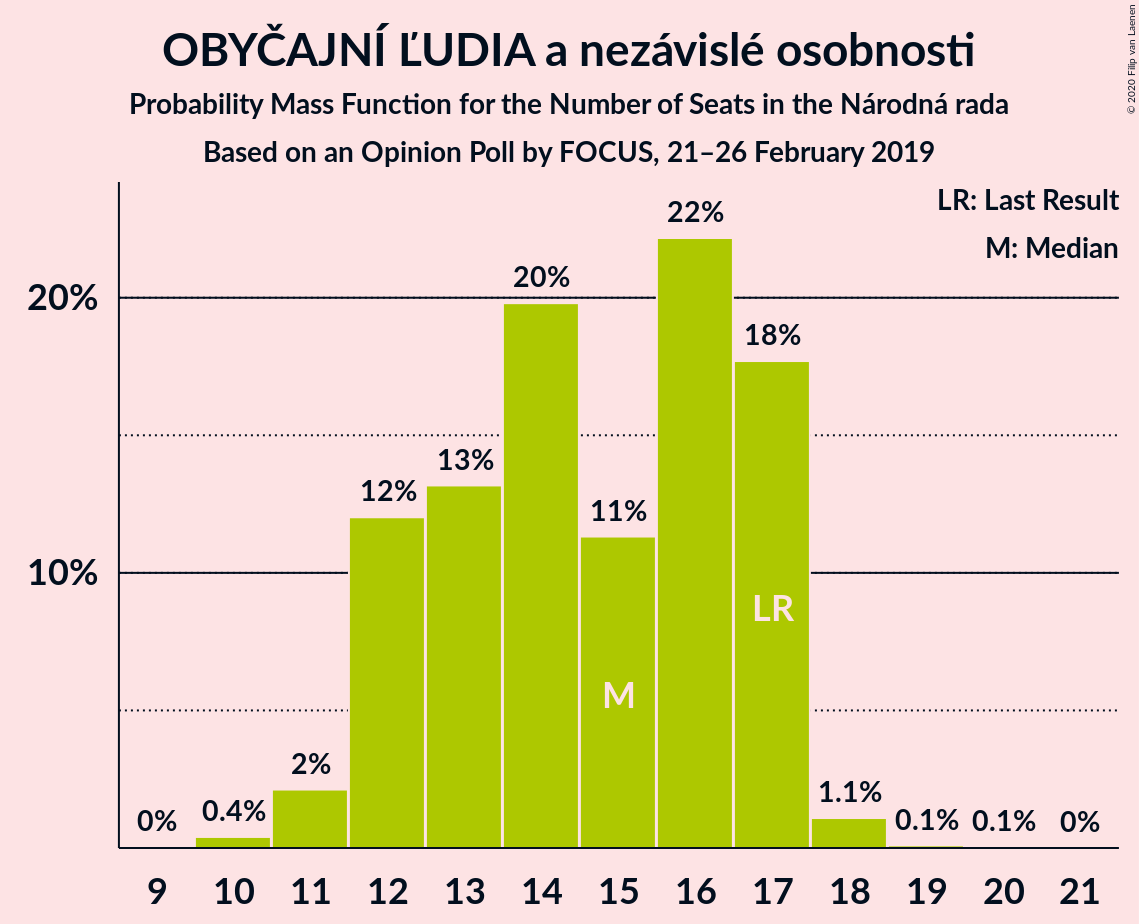 OBYČAJNÍ ĽUDIA a nezávislé osobnosti
Probability Mass Function for the Number of Seats in the Národná rada
Based on an Opinion Poll by FOCUS, 21–26 February 2019
© 2020 Filip van Laenen
LR: Last Result
M: Median
20%
10%
0%
0.4%
2%
12%
13%
20%
11%
22%
18%
1.1%
0.1%
0.1%
0%
M
LR
9 10 11 12 13 14 15 16 17 18 19 20 21